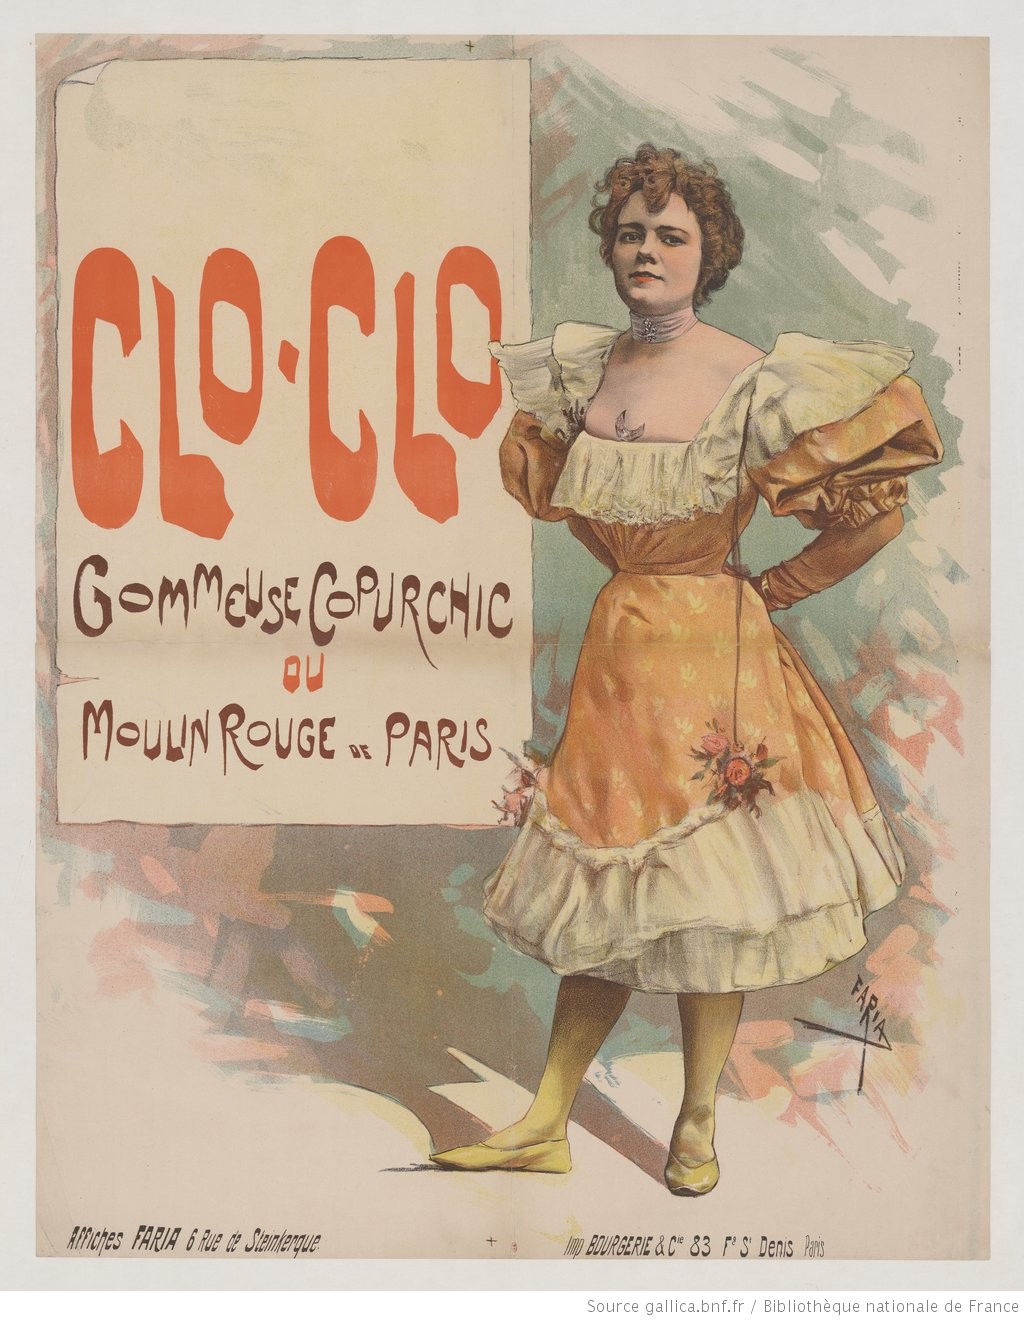 CLO-CLO
GOMMEUSE COPURCHIC
OU
MOULIN ROUGE DE PARIS
FARIA
Affiches FARIA 6 Rue de Steinkerque
Imp BOURGERIE & Cie 83 Fg St Denis Paris
Source gallica.bnf.fr / Bibliothèque nationale de France